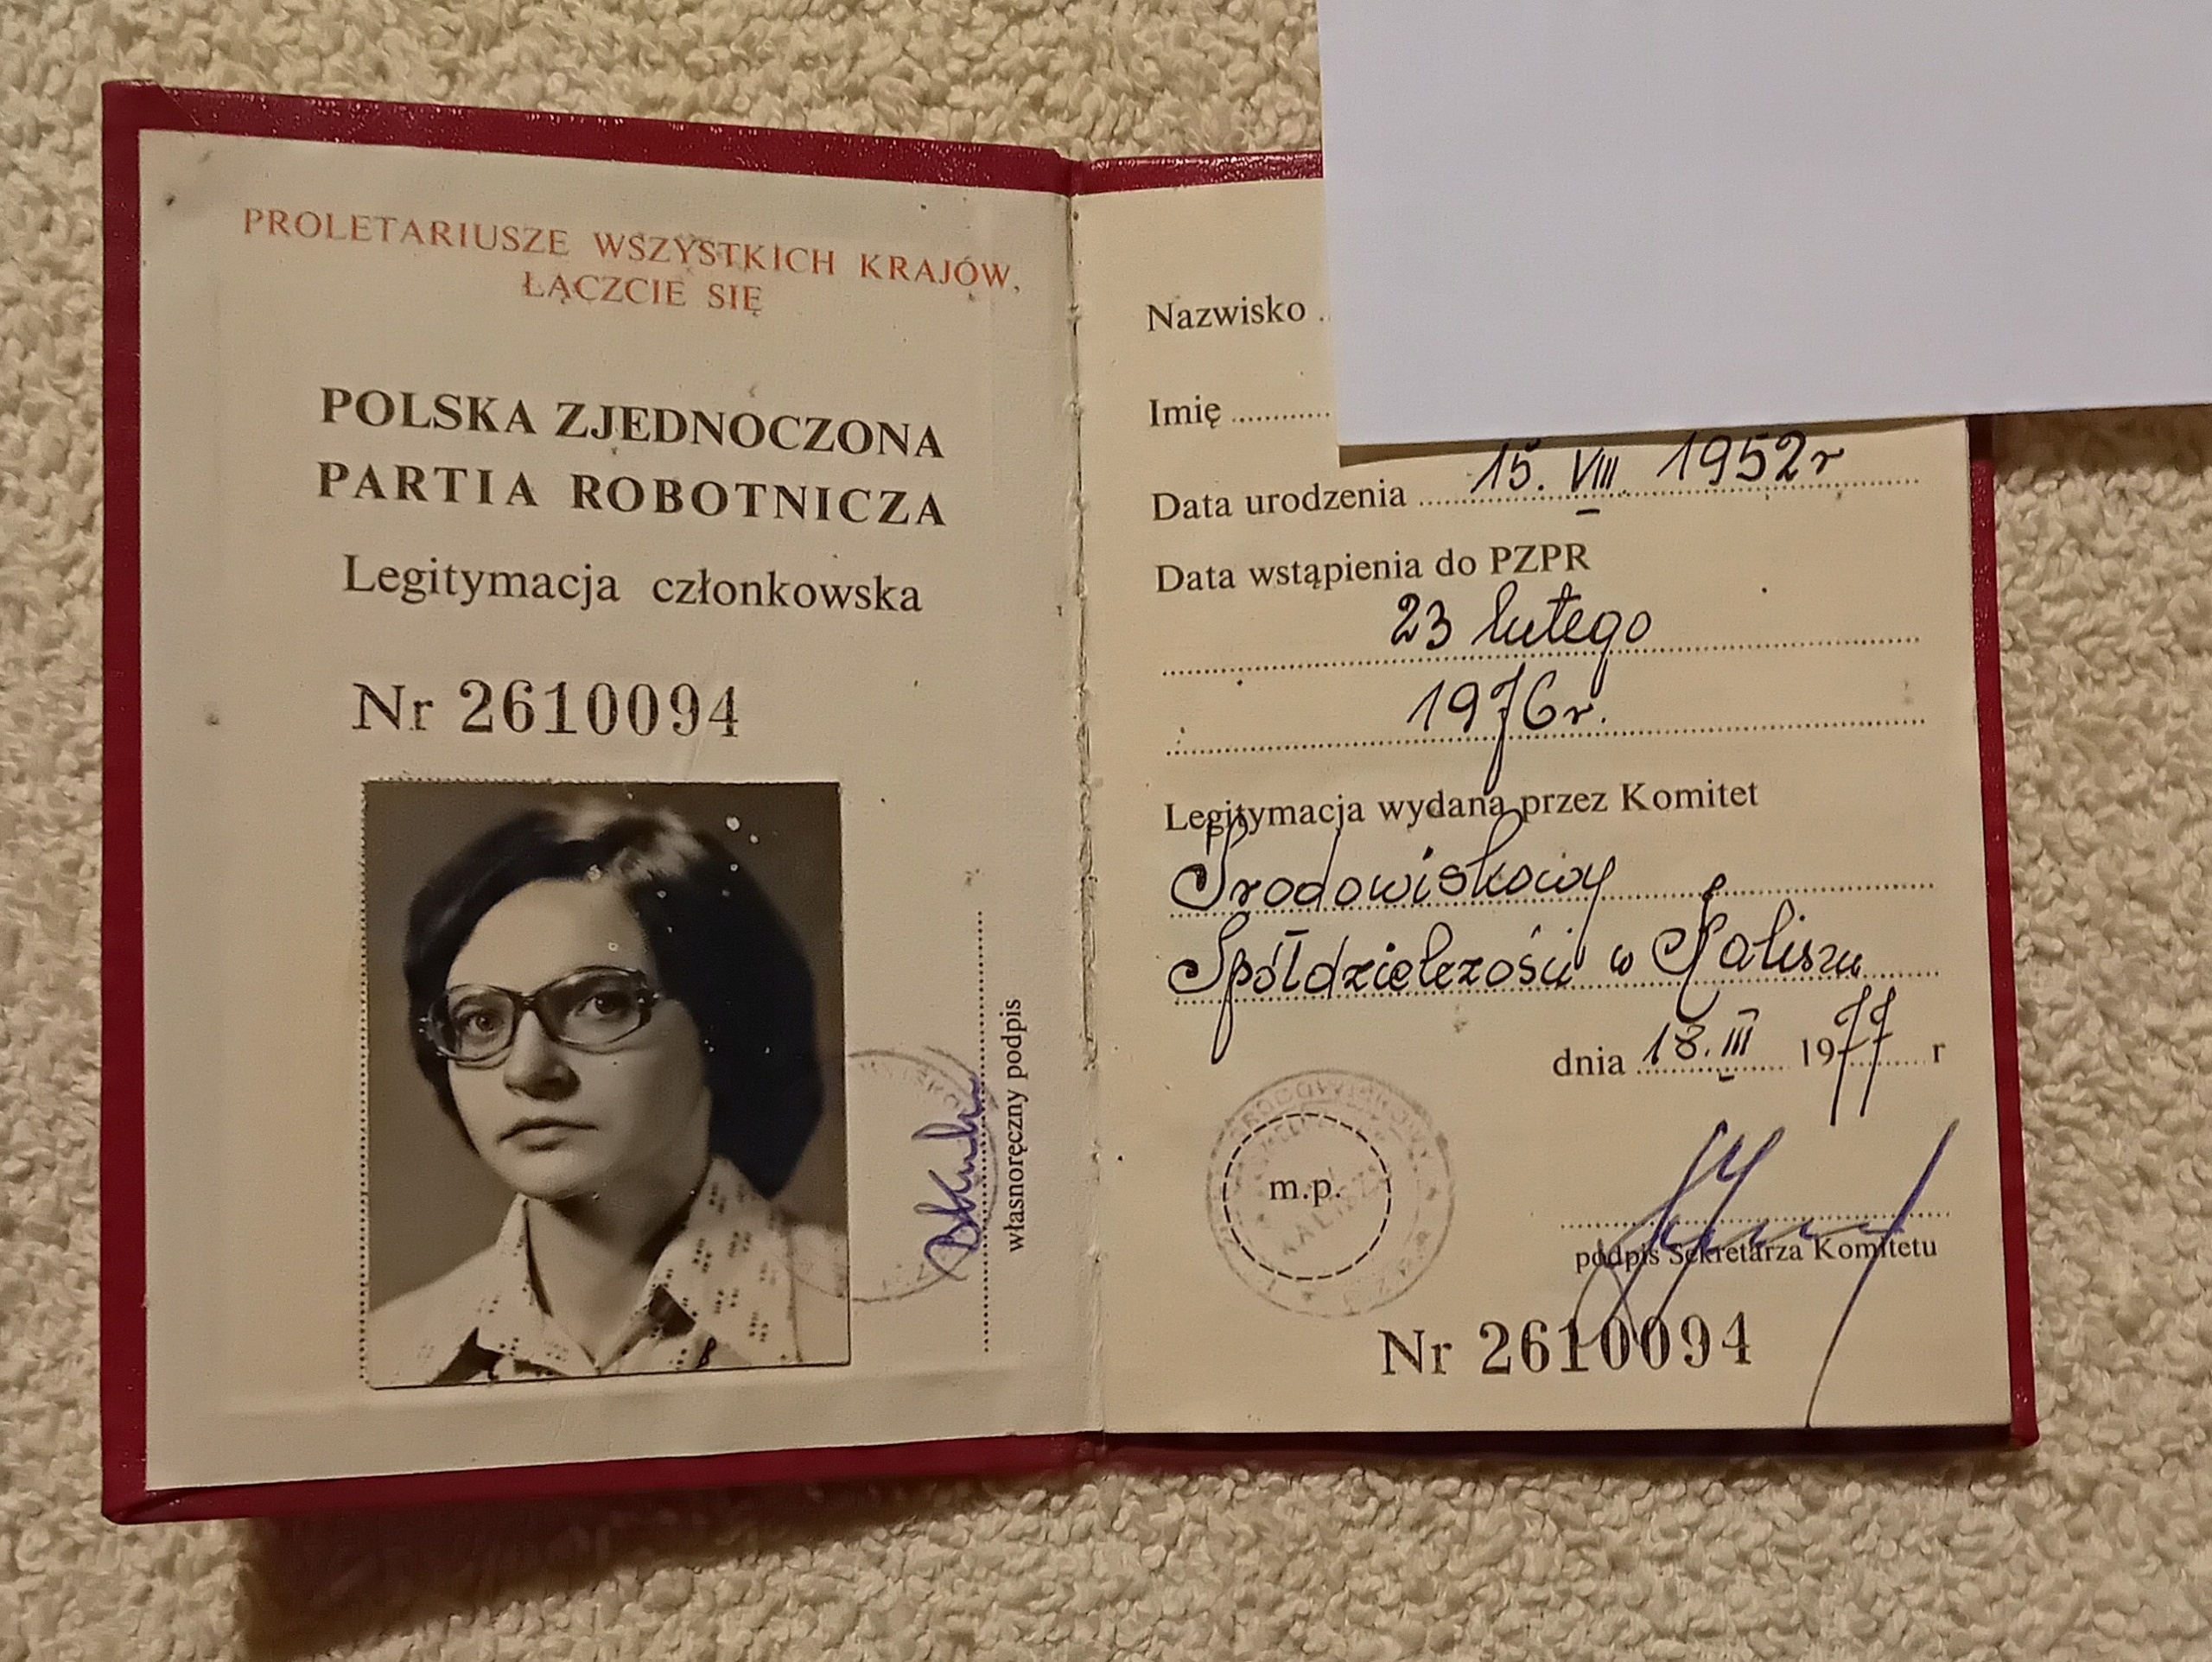 PROLETARIUSZE WSZYSTKICH KRAJÓW,
ŁĄCZCIE SIĘ
POLSKA ZJEDNOCZONA
PARTIA ROBOTNICZA
Legitymacja członkowska
Nr 2610094
własnoręczny podpis
Nazwisko
Imię
Data urodzenia 15. VIII. 1952 r
Data wstąpienia do PZPR
23 lutego
1976 r.
Legitymacja wydana przez Komitet
Środowiskowy
Spółdzielczości w Kaliszu
dnia 18. III 1977 r
m.p.
podpis Sekretarza Komitetu
Nr 2610094